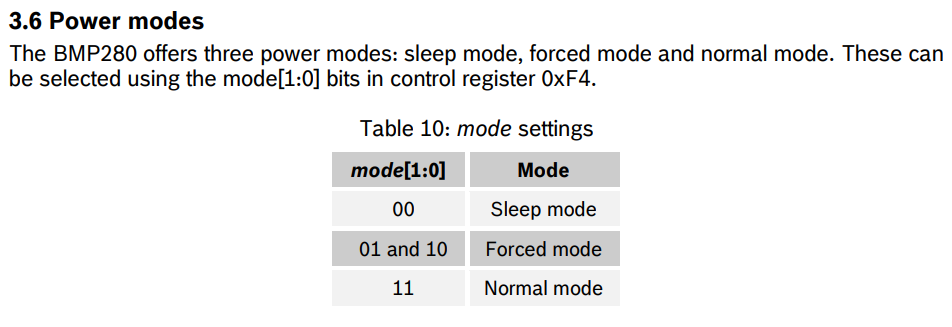 3.6 Power modes
The BMP280 offers three power modes: sleep mode, forced mode and normal mode. These can
be selected using the mode[1:0] bits in control register 0xF4.
Table 10: mode settings
mode[1:0] Mode
00 Sleep mode
01 and 10 Forced mode
11 Normal mode